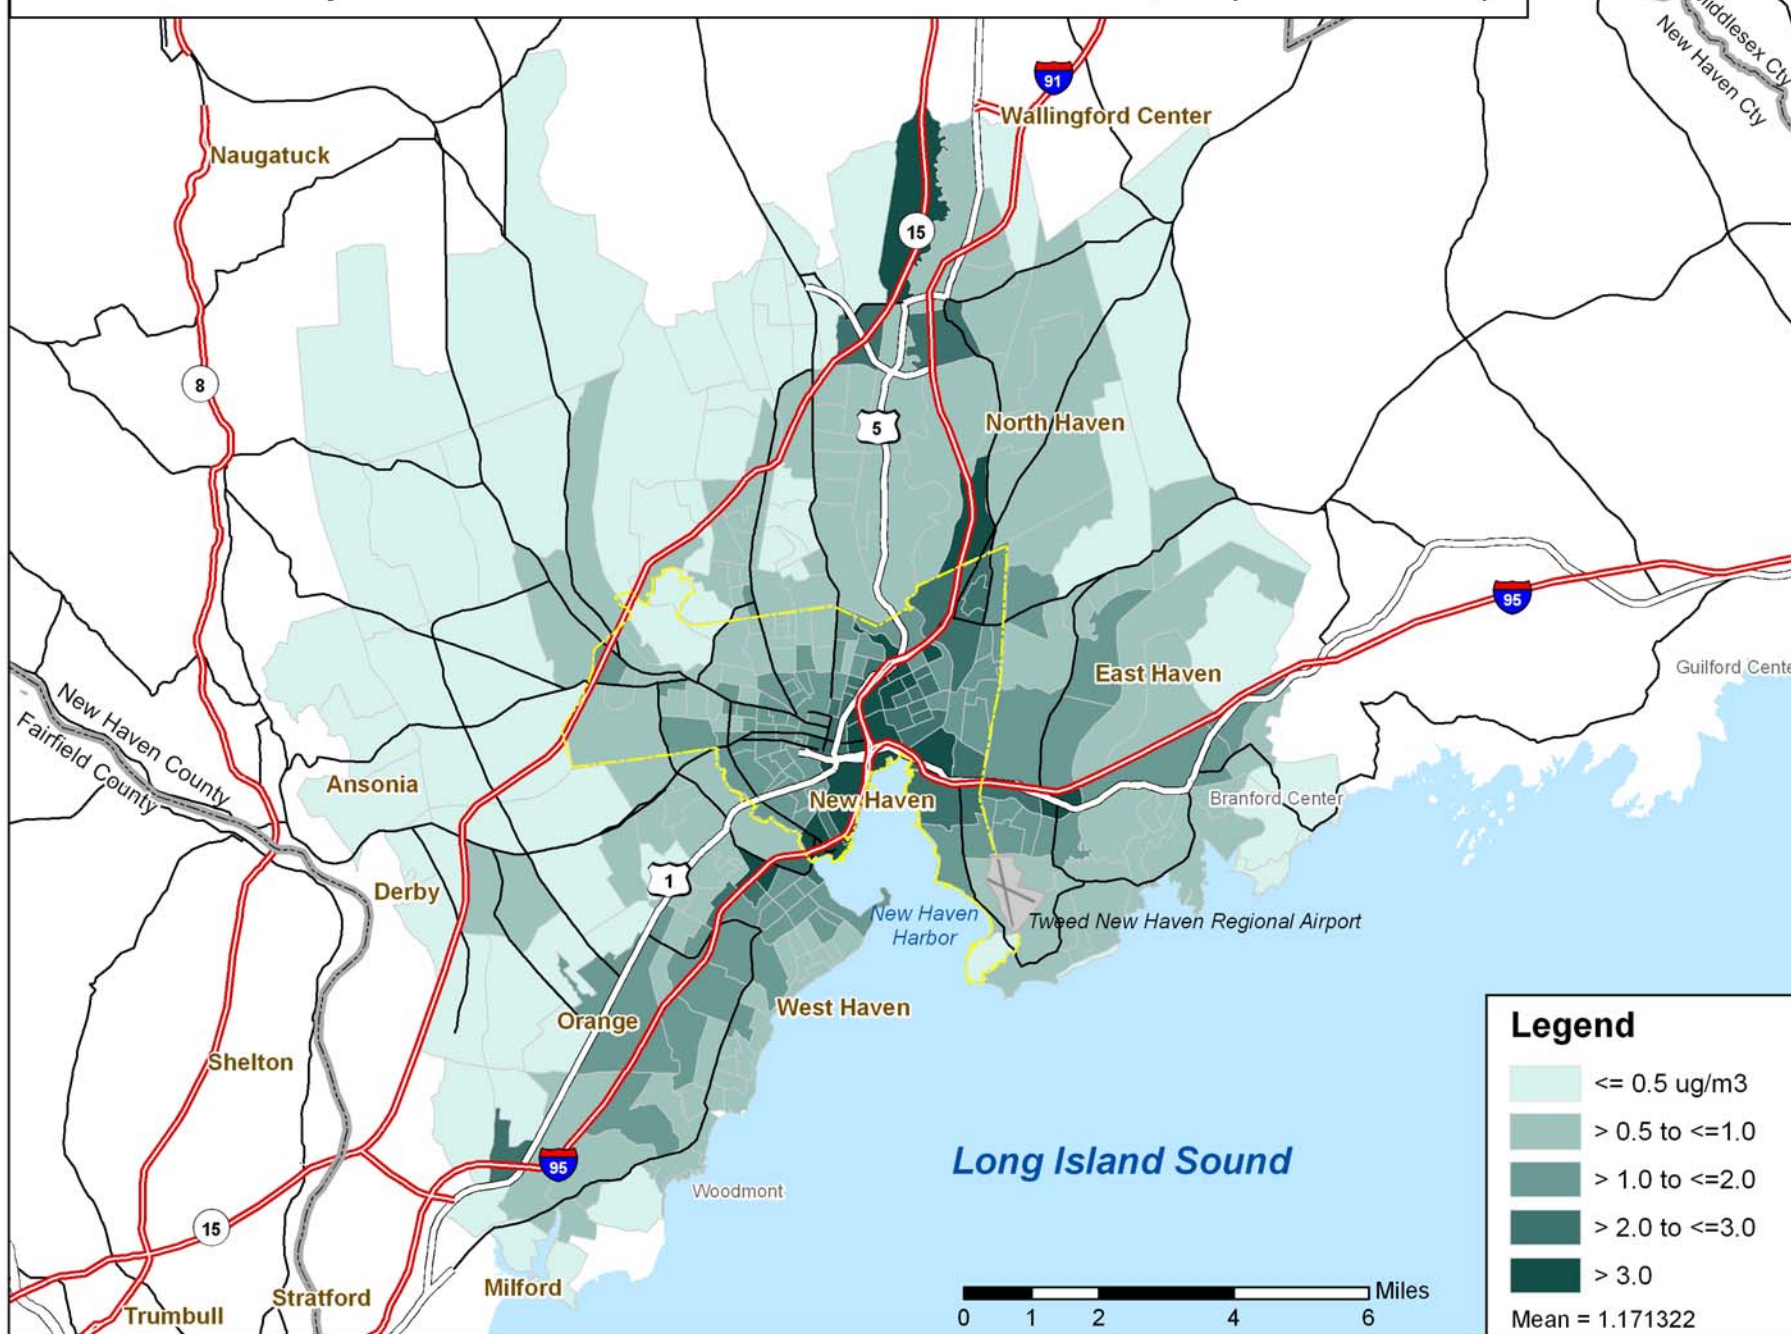 Middlesex Cty
New Haven Cty
91
Wallingford Center
Naugatuck
15
8
5
North Haven
95
Guilford Cente
East Haven
New Haven County
Fairfield County
Ansonia
New Haven
Branford Center
1
Derby
New Haven
Harbor
Tweed New Haven Regional Airport
West Haven
Orange
Shelton
Long Island Sound
95
Woodmont
15
Milford
Stratford
Trumbull
Miles
0 1 2 4 6
Legend
<= 0.5 ug/m3
> 0.5 to <=1.0
> 1.0 to <=2.0
> 2.0 to <=3.0
> 3.0
Mean = 1.171322